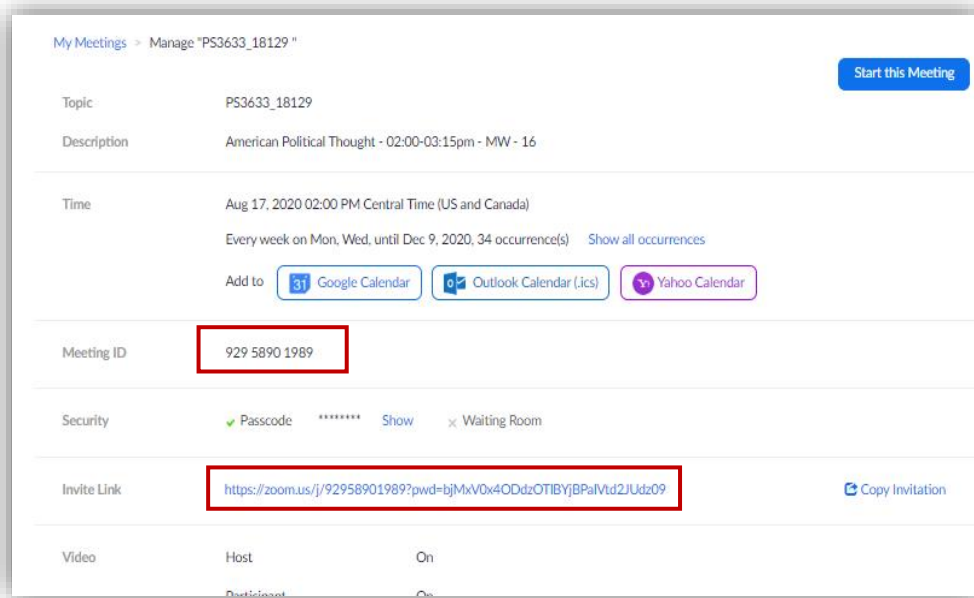 My Meetings > Manage "PS3633_18129 "
Start this Meeting
Topic PS3633_18129
Description American Political Thought - 02:00-03:15pm - MW - 16
Time Aug 17, 2020 02:00 PM Central Time (US and Canada)
Every week on Mon, Wed, until Dec 9, 2020, 34 occurrence(s) Show all occurrences
Add to 31 Google Calendar Outlook Calendar (.ics) Yahoo Calendar
Meeting ID 929 5890 1989
Security Passcode ******** Show Waiting Room
Invite Link https://zoom.us/j/92958901989?pwd=bjMxV0x4ODdzOTlBYjBPalVtd2JUdz09 Copy Invitation
Video Host On
Participant On